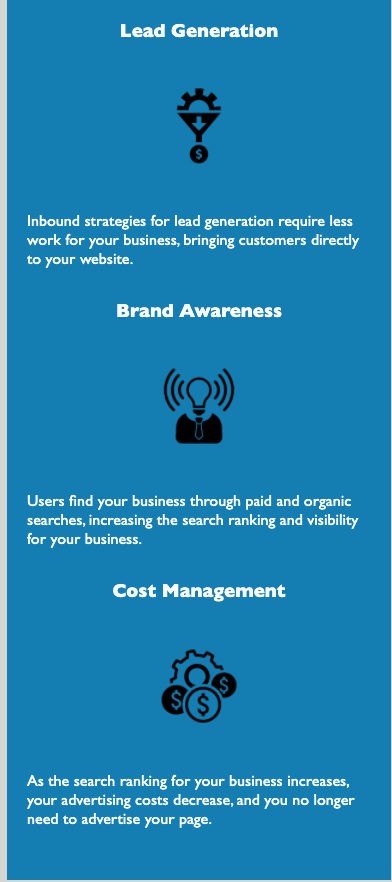 Lead Generation
$
Inbound strategies for lead generation require less
work for your business, bringing customers directly
to your website.
Brand Awareness
Users find your business through paid and organic
searches, increasing the search ranking and visibility
for your business.
Cost Management
$ $ $
As the search ranking for your business increases,
your advertising costs decrease, and you no longer
need to advertise your page.